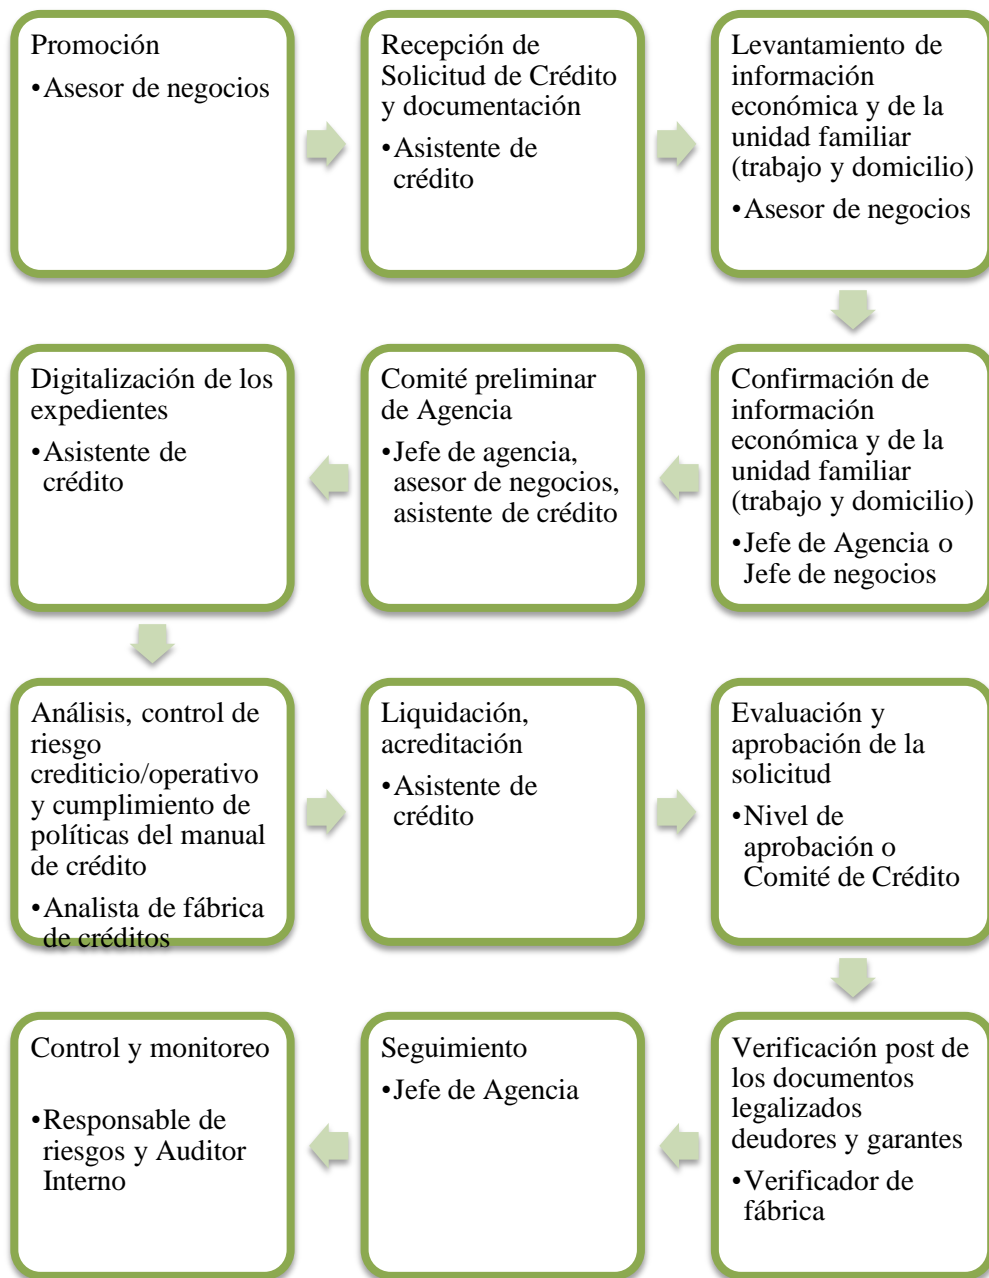 Promoción
•Asesor de negocios
Recepción de
Solicitud de Crédito
y documentación
•Asistente de
crédito
Levantamiento de
información
económica y de la
unidad familiar
(trabajo y domicilio)
•Asesor de negocios
Confirmación de
información
económica y de la
unidad familiar
(trabajo y domicilio)
•Jefe de Agencia o
Jefe de negocios
Comité preliminar
de Agencia
•Jefe de agencia,
asesor de negocios,
asistente de crédito
Digitalización de los
expedientes
•Asistente de
crédito
Análisis, control de
riesgo
crediticio/operativo
y cumplimiento de
políticas del manual
de crédito
•Analista de fábrica
de créditos
Liquidación,
acreditación
•Asistente de
crédito
Evaluación y
aprobación de la
solicitud
•Nivel de
aprobación o
Comité de Crédito
Verificación post de
los documentos
legalizados
deudores y garantes
•Verificador de
fábrica
Seguimiento
•Jefe de Agencia
Control y monitoreo
•Responsable de
riesgos y Auditor
Interno